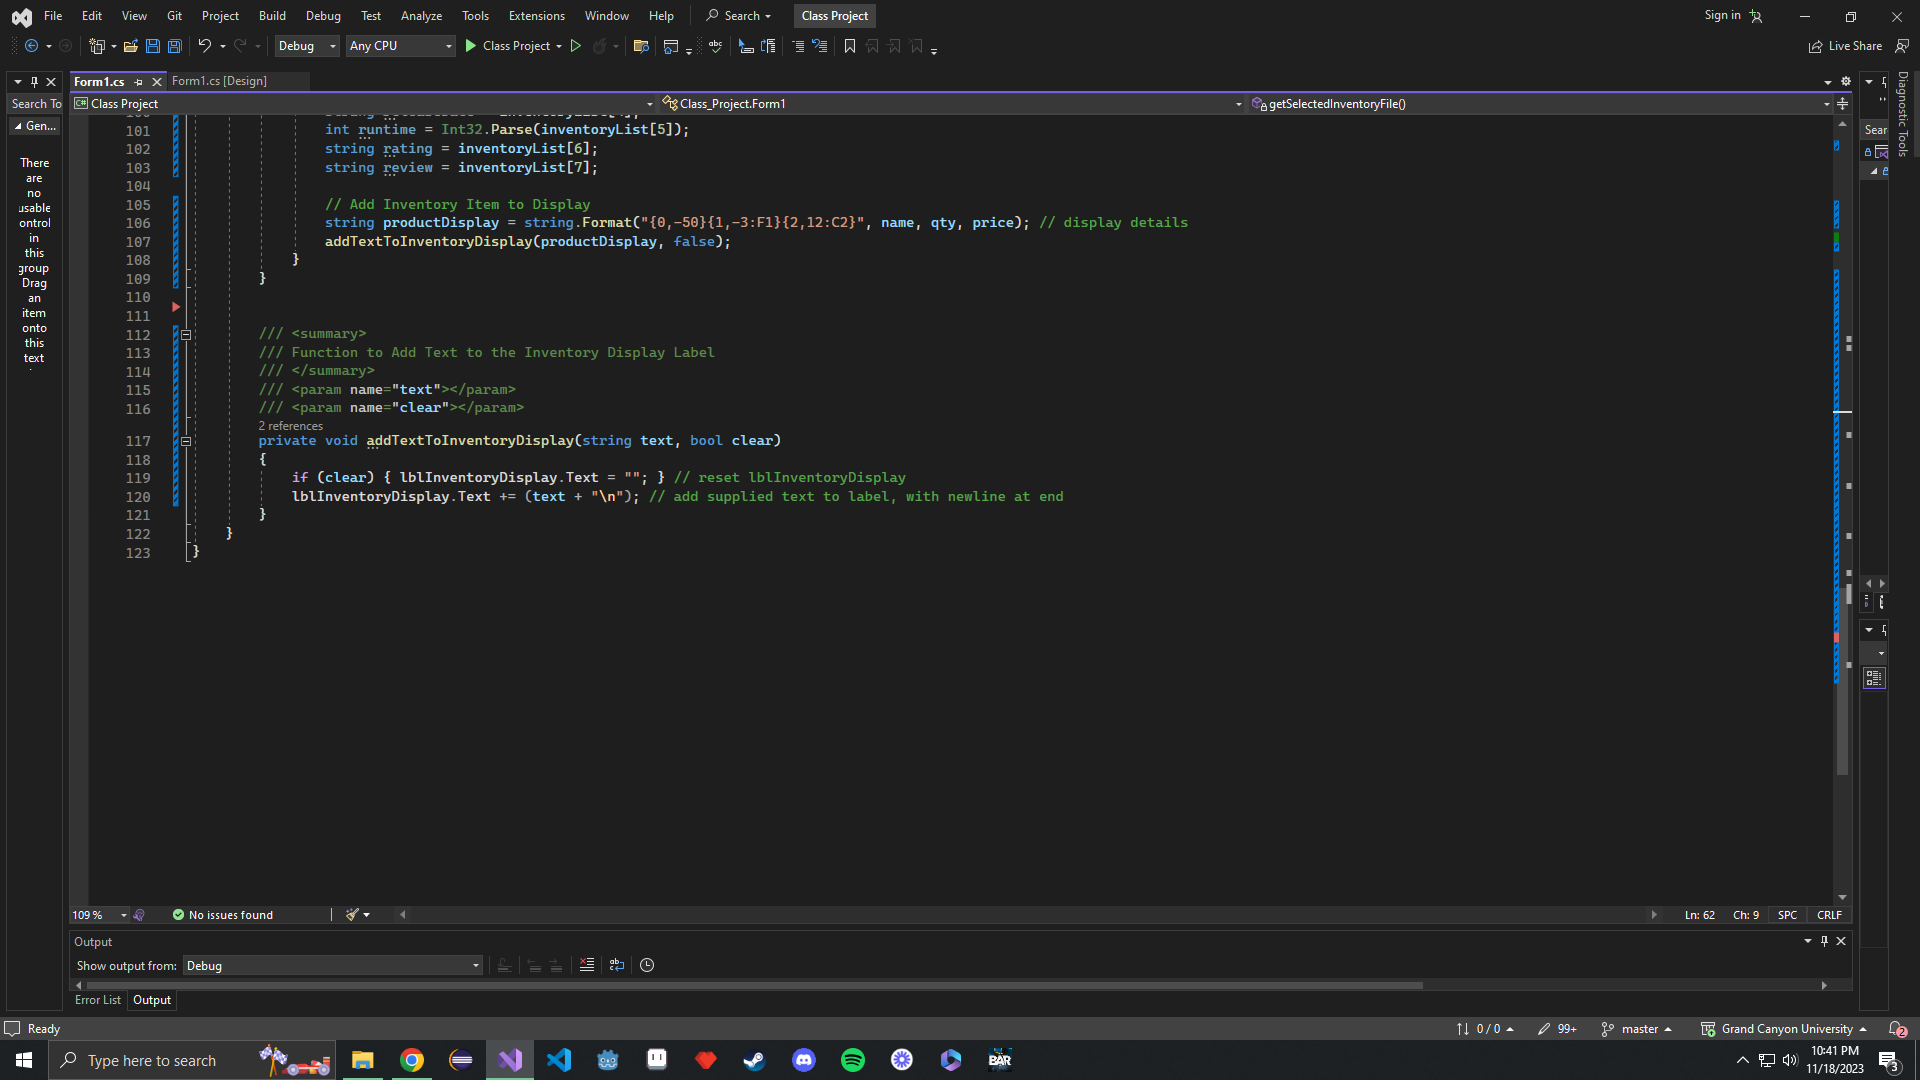 File Edit View Git Project Build Debug Test Analyze Tools Extensions Window Help Search Class Project Sign in
Debug Any CPU Class Project Live Share
Form1.cs Form1.cs [Design]
Search To Class Project Class_Project.Form1 getSelectedInventoryFile()
Gen...
There
are
no
usable
ontrol
in
this
group.
Drag
an
item
onto
this
text
101 int runtime = Int32.Parse(inventoryList[5]);
102 string rating = inventoryList[6];
103 string review = inventoryList[7];
104
105 // Add Inventory Item to Display
106 string productDisplay = string.Format("{0,-50}{1,-3:F1}{2,12:C2}", name, qty, price); // display details
107 addTextToInventoryDisplay(productDisplay, false);
108 }
109 }
110
111
112 /// <summary>
113 /// Function to Add Text to the Inventory Display Label
114 /// </summary>
115 /// <param name="text"></param>
116 /// <param name="clear"></param>
2 references
117 private void addTextToInventoryDisplay(string text, bool clear)
118 {
119 if (clear) { lblInventoryDisplay.Text = ""; } // reset lblInventoryDisplay
120 lblInventoryDisplay.Text += (text + "\n"); // add supplied text to label, with newline at end
121 }
122 }
123 }
Sear
Diagnostic Tools
109 % No issues found Ln: 62 Ch: 9 SPC CRLF
Output
Show output from: Debug
Error List Output
Ready 0 / 0 99+ master Grand Canyon University 2
Type here to search BAR 10:41 PM
11/18/2023 3